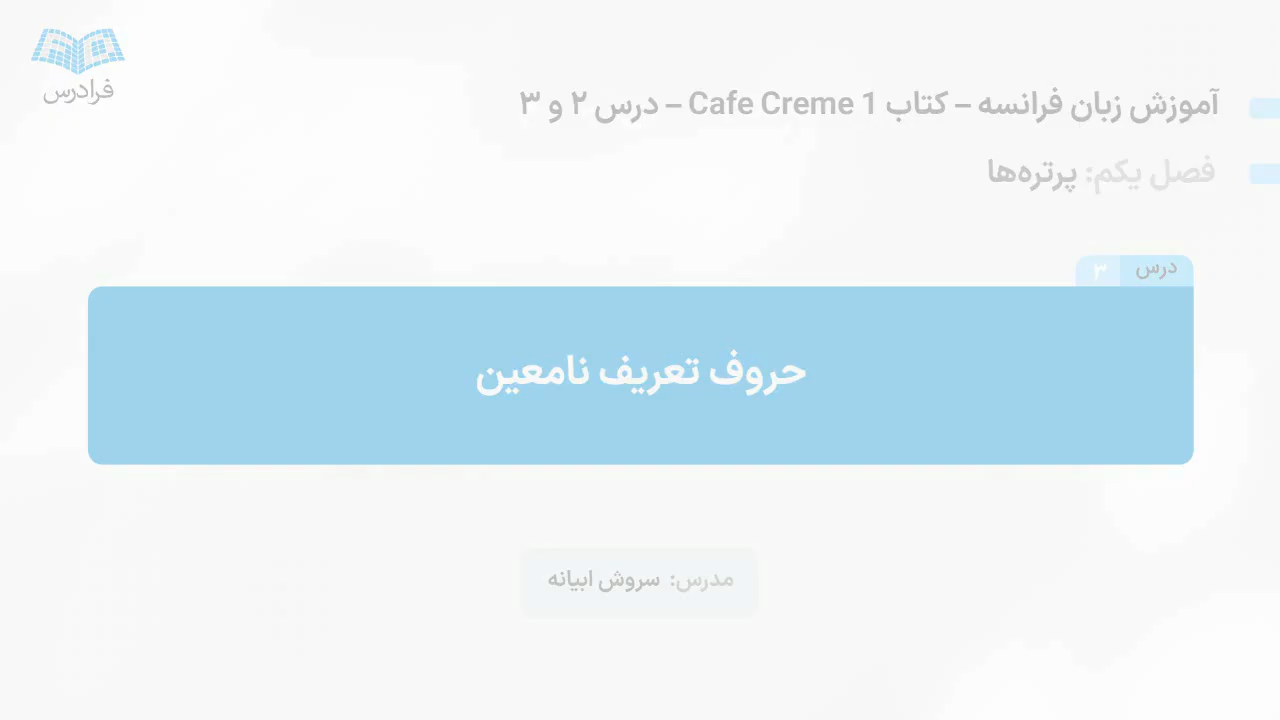 فرادرس
آموزش زبان فرانسه – کتاب Cafe Creme 1 – درس ۲ و ۳
فصل یکم: پرتره‌ها
درس ۳
حروف تعریف نامعین
مدرس: سروش ابیانه